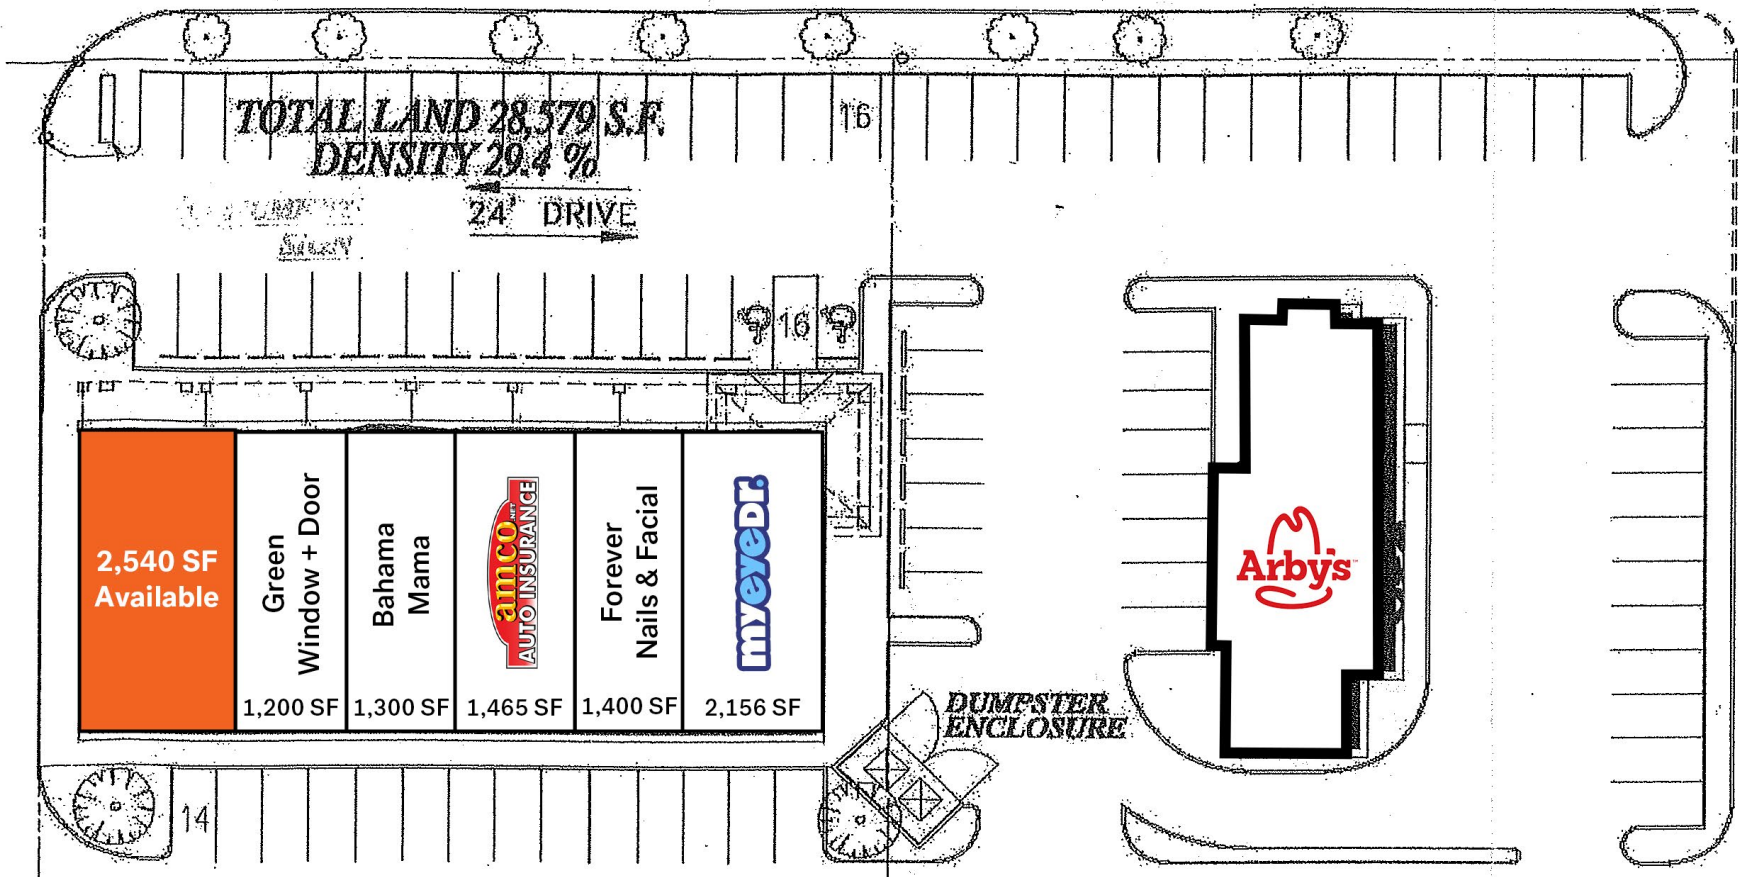 TOTAL LAND 28,579 S.F.
DENSITY 29.4 %
16
24' DRIVE
16
2,540 SF
Available
Green
Window + Door
1,200 SF
Bahama
Mama
1,300 SF
amco.NET
AUTO INSURANCE
1,465 SF
Forever
Nails & Facial
1,400 SF
myeyeDr.
2,156 SF
Arby's™
DUMPSTER
ENCLOSURE
14